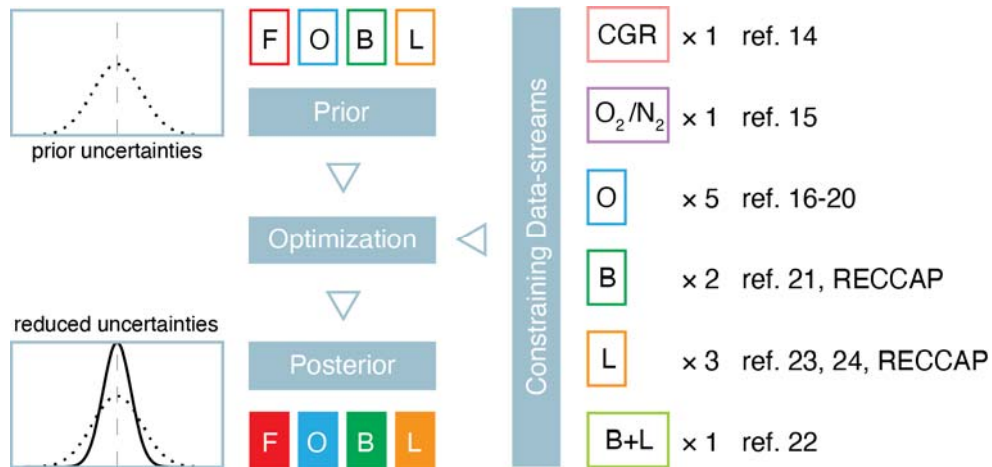 F O B L
Prior
prior uncertainties
Optimization
reduced uncertainties
Posterior
F O B L
Constraining Data-streams
CGR × 1 ref. 14
O₂/N₂ × 1 ref. 15
O × 5 ref. 16-20
B × 2 ref. 21, RECCAP
L × 3 ref. 23, 24, RECCAP
B+L × 1 ref. 22